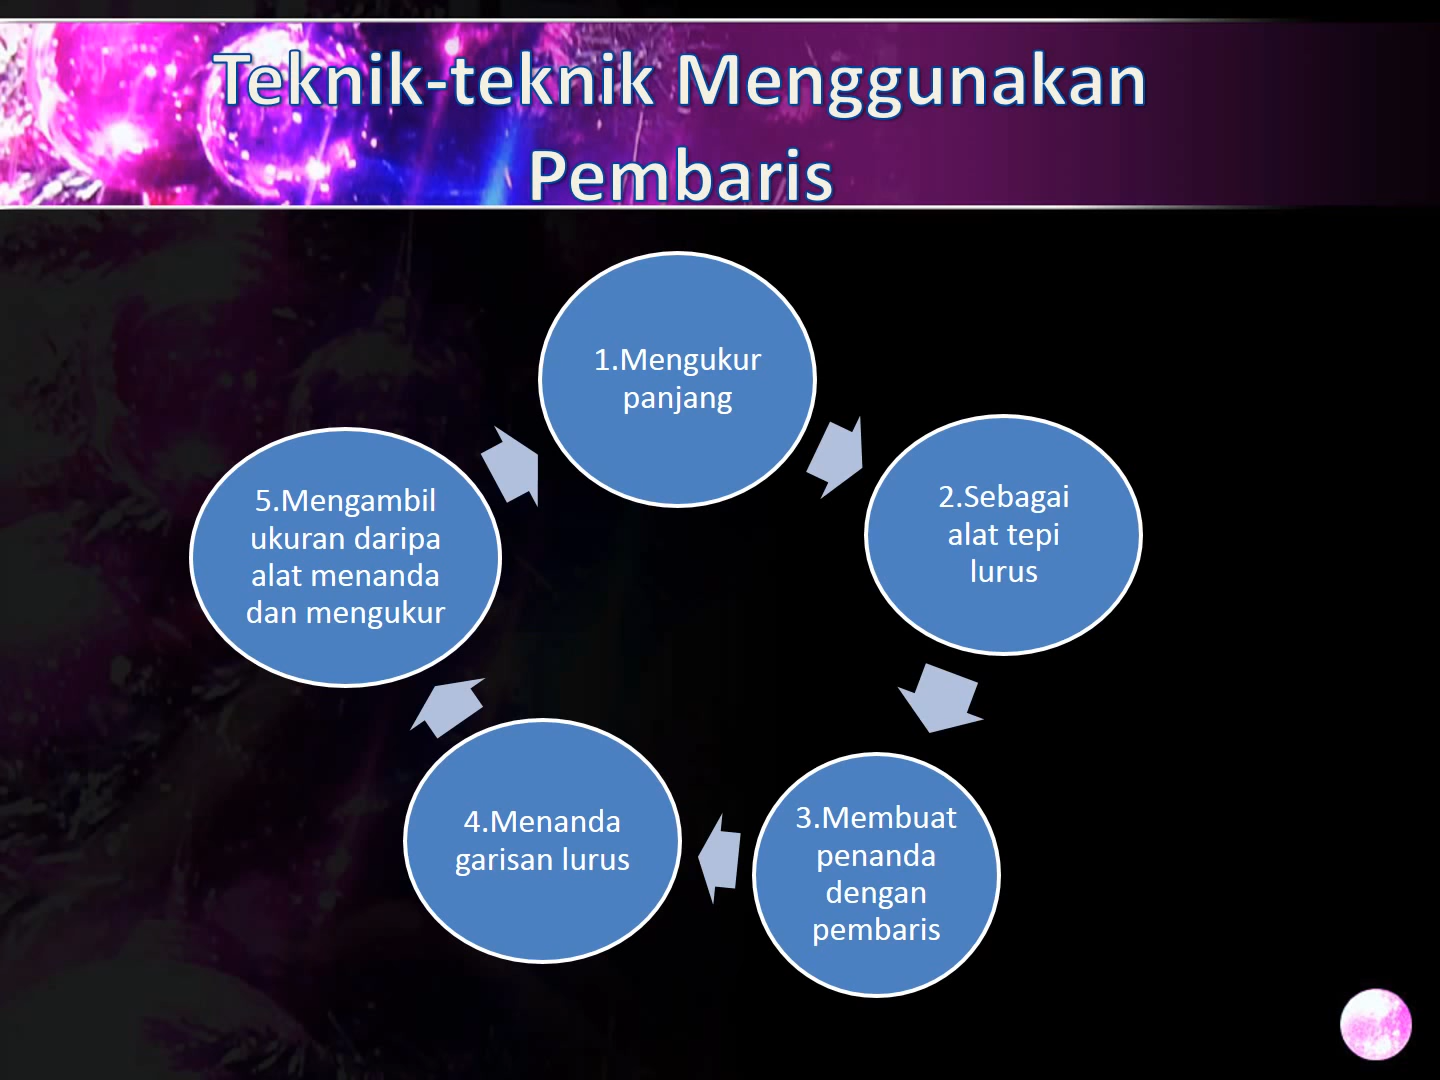 Teknik-teknik Menggunakan
Pembaris
1.Mengukur
panjang
2.Sebagai
alat tepi
lurus
3.Membuat
penanda
dengan
pembaris
4.Menanda
garisan lurus
5.Mengambil
ukuran daripa
alat menanda
dan mengukur